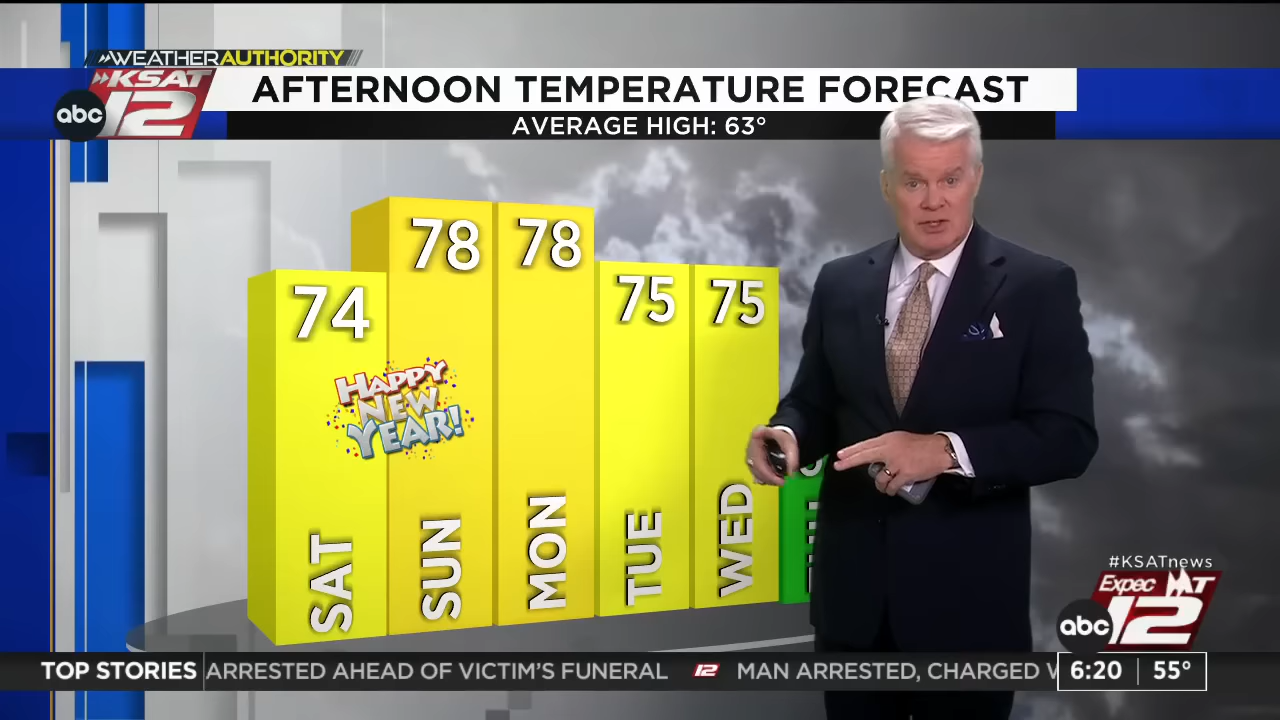 WEATHERAUTHORITY
KSAT
abc
12
AFTERNOON TEMPERATURE FORECAST
AVERAGE HIGH: 63°
74
78
78
75
75
HAPPY
NEW
YEAR!
SAT
SUN
MON
TUE
WED
#KSATnews
abc
12
TOP STORIES
ARRESTED AHEAD OF VICTIM'S FUNERAL
12
MAN ARRESTED, CHARGED
6:20
55°